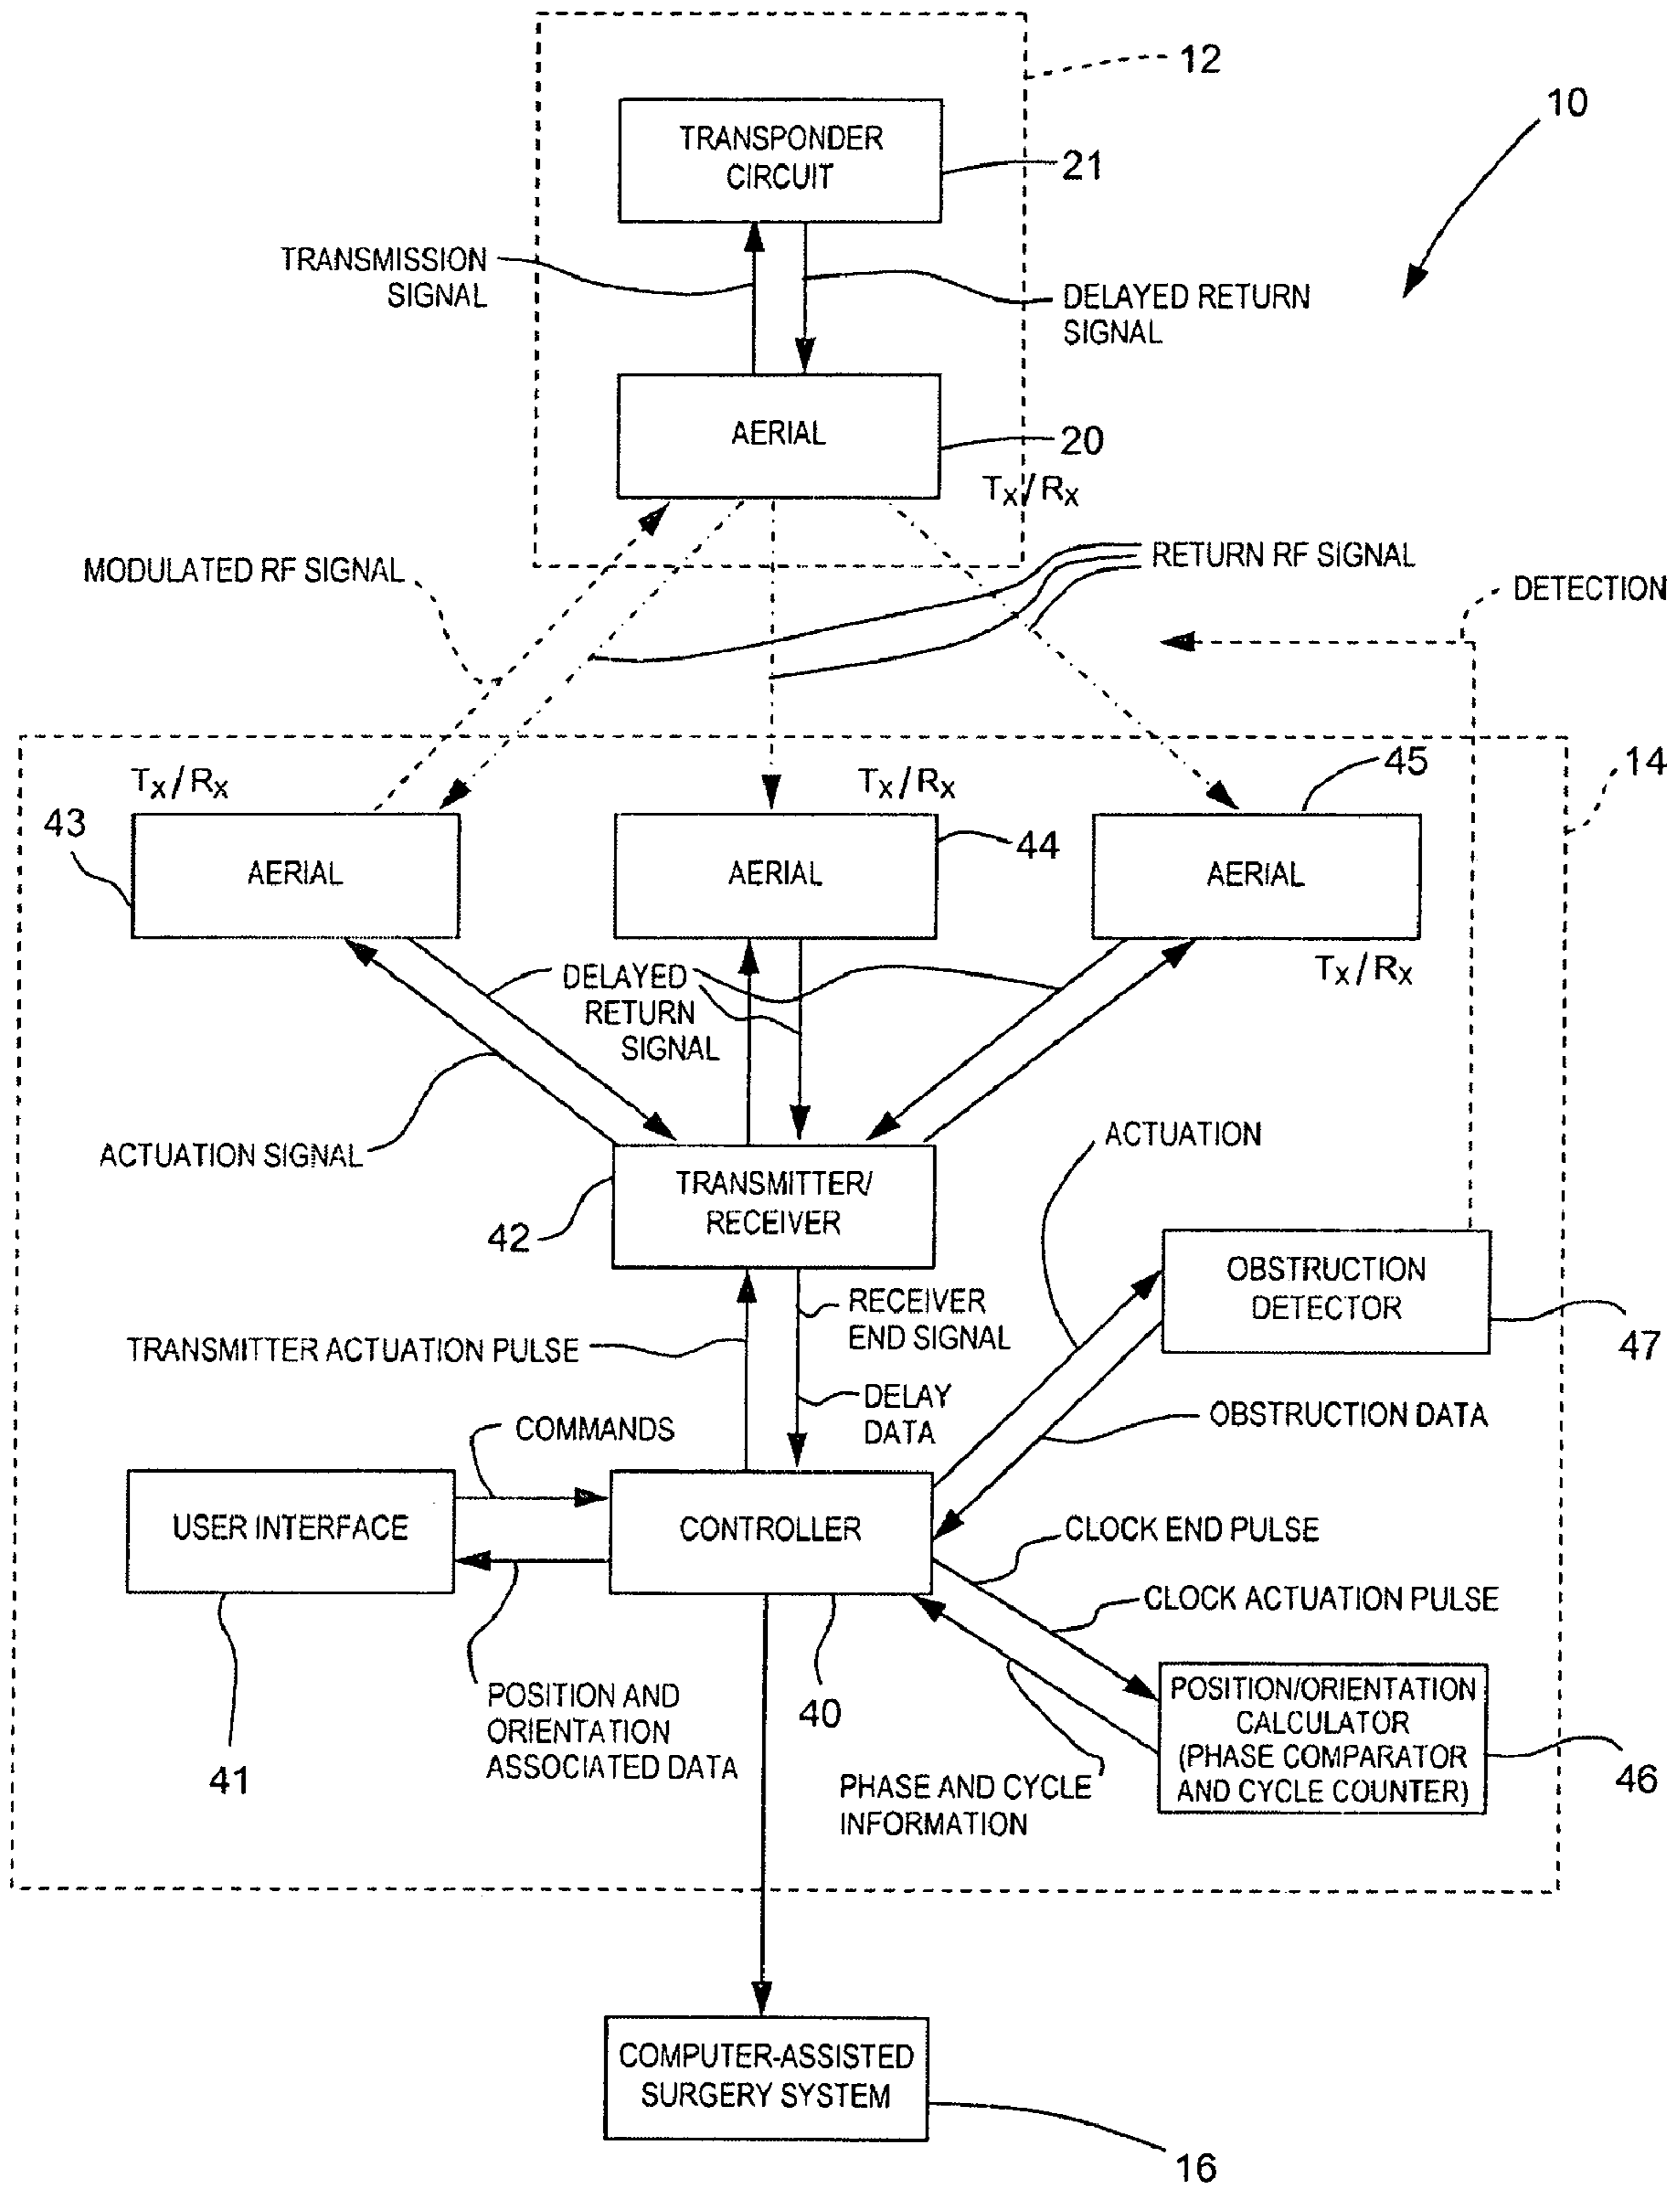 12
10
TRANSPONDER
CIRCUIT
21
TRANSMISSION
SIGNAL
DELAYED RETURN
SIGNAL
AERIAL
20
Tx/Rx
MODULATED RF SIGNAL
RETURN RF SIGNAL
DETECTION
14
Tx/Rx
Tx/Rx
45
43
44
AERIAL
AERIAL
AERIAL
Tx/Rx
DELAYED
RETURN
SIGNAL
ACTUATION SIGNAL
ACTUATION
TRANSMITTER/
RECEIVER
42
OBSTRUCTION
DETECTOR
47
RECEIVER
END SIGNAL
TRANSMITTER ACTUATION PULSE
DELAY
DATA
COMMANDS
OBSTRUCTION DATA
USER INTERFACE
CONTROLLER
CLOCK END PULSE
CLOCK ACTUATION PULSE
41
POSITION AND
ORIENTATION
ASSOCIATED DATA
40
POSITION/ORIENTATION
CALCULATOR
(PHASE COMPARATOR
AND CYCLE COUNTER)
46
PHASE AND CYCLE
INFORMATION
COMPUTER-ASSISTED
SURGERY SYSTEM
16